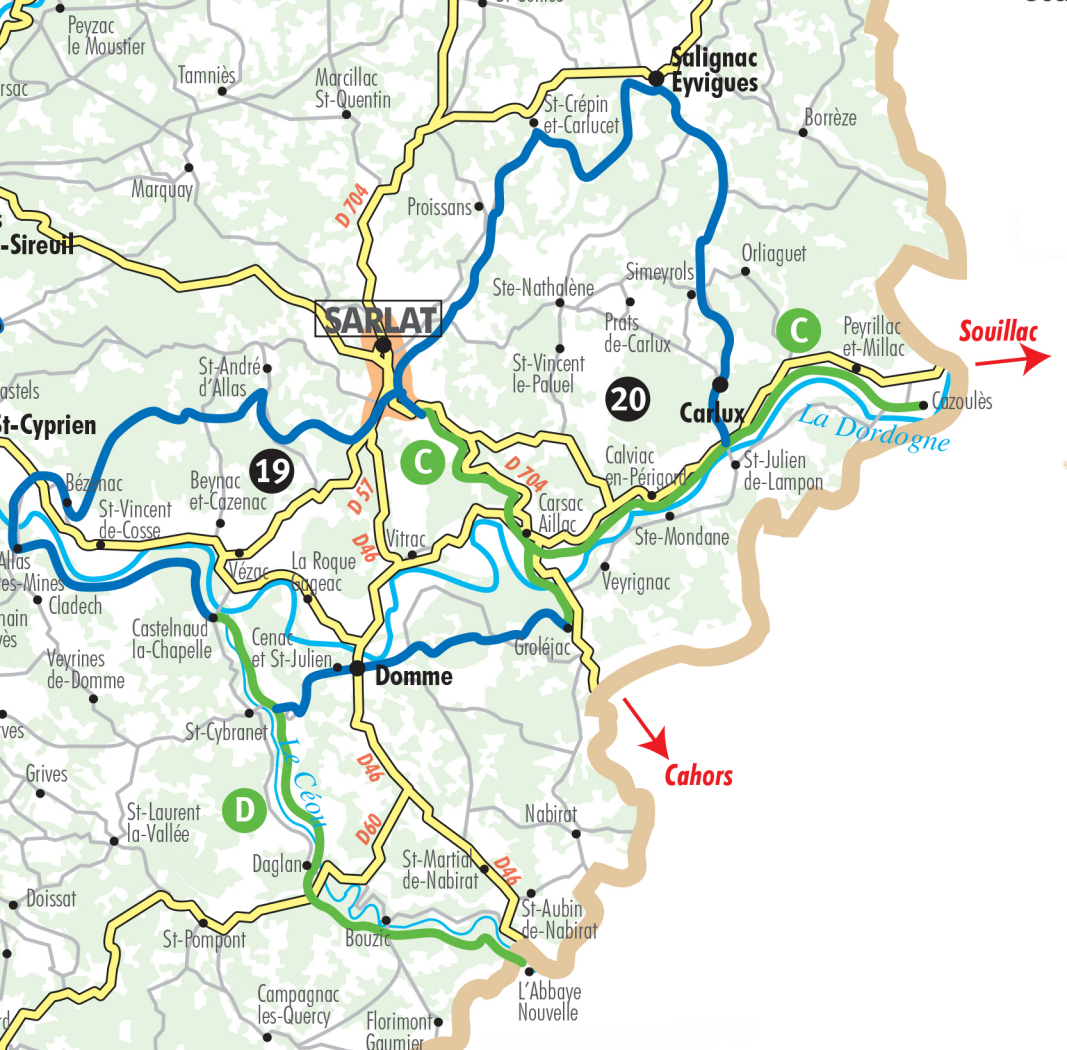 Peyzac
le Moustier
Tamniès
Marcillac
St-Quentin
Salignac
Eyvigues
St-Crépin
et-Carlucet
Borrèze
Marquay
D 704
Proissans
-Sireuil
Orliaguet
Simeyrols
Ste-Nathalène
SARLAT
Prats
de-Carlux
C
Peyrillac
et-Millac
Souillac
St-André
d'Allas
St-Vincent
le-Paluel
20
Carlux
Cazoulès
La Dordogne
St-Cyprien
19
C
D 704
Calviac
en-Périgord
St-Julien
de-Lampon
Bézenac
Beynac
et-Cazenac
St-Vincent
de-Cosse
D 57
D46
Carsac
Aillac
Vitrac
Ste-Mondane
Allas
les-Mines
Vézac
La Roque
Gageac
Veyrignac
Cladech
Castelnaud
la-Chapelle
Cenac
et St-Julien
Groléjac
Veyrines
de-Domme
Domme
St-Cybranet
Le Céou
D46
Cahors
Grives
D
D60
Nabirat
St-Laurent
la-Vallée
Daglan
St-Martial
de-Nabirat
D46
Doissat
St-Aubin
de-Nabirat
St-Pompont
Bouzic
L'Abbaye
Nouvelle
Campagnac
les-Quercy
Florimont
Gaumier